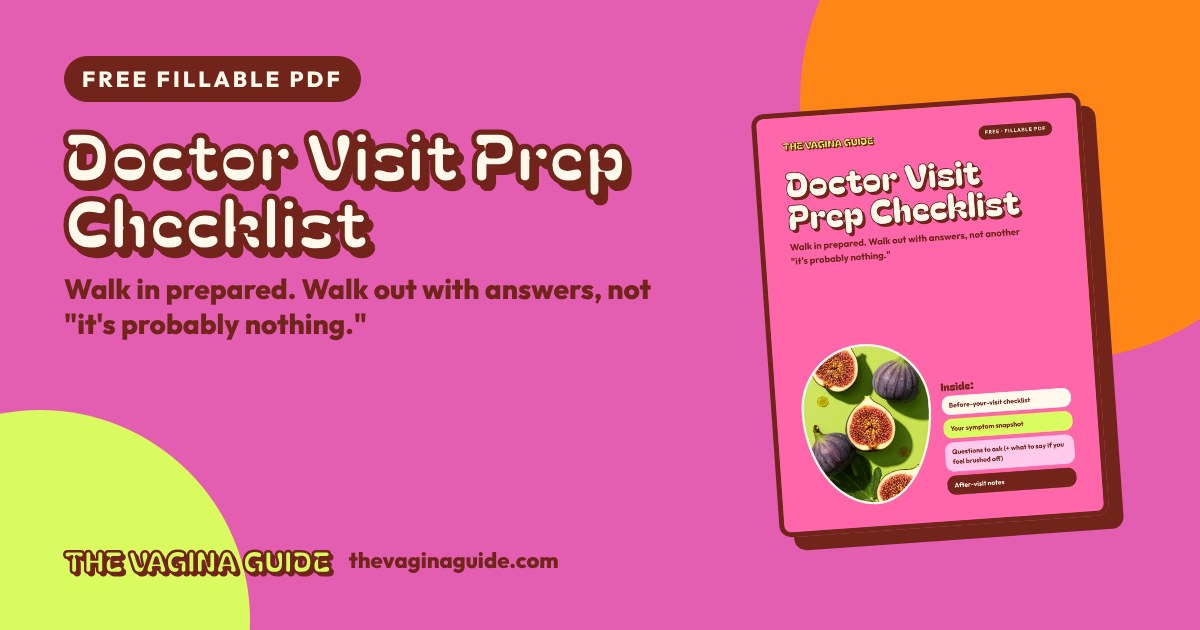 FREE FILLABLE PDF
Doctor Visit Prep
Checklist
Walk in prepared. Walk out with answers, not
"it's probably nothing."
THE VAGINA GUIDE
thevaginaguide.com
THE VAGINA GUIDE
FREE · FILLABLE PDF
Doctor Visit
Prep Checklist
Walk in prepared. Walk out with answers, not another
"it's probably nothing."
Inside:
Before-your-visit checklist
Your symptom snapshot
Questions to ask (+ what to say if you
feel brushed off)
After-visit notes